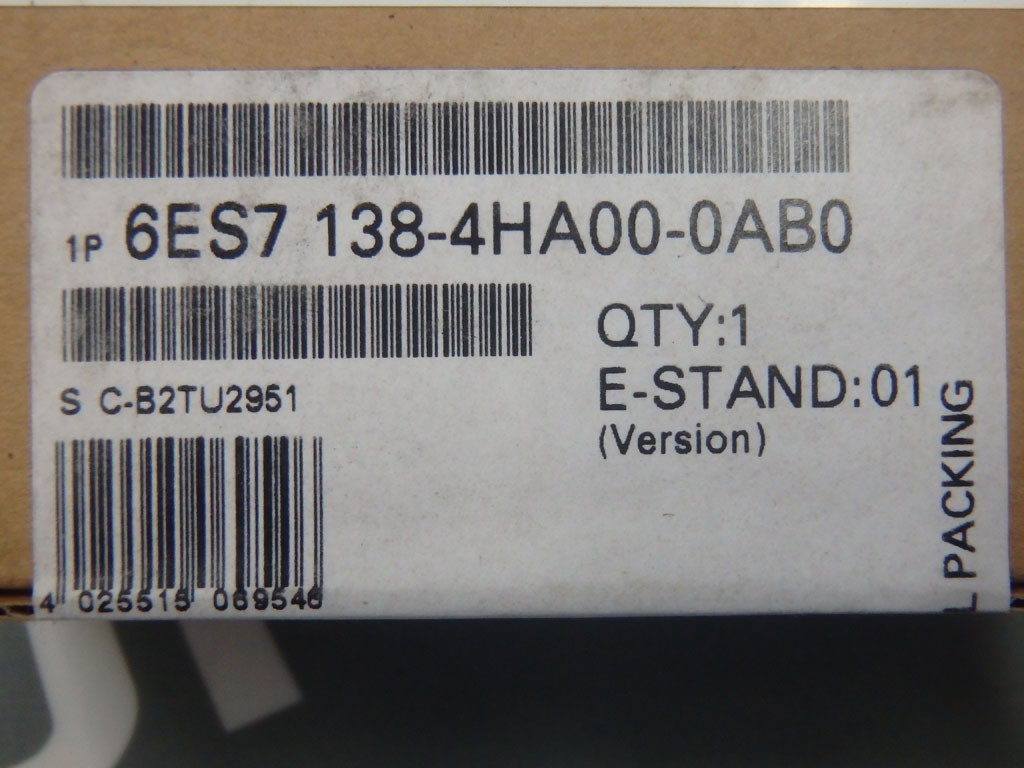 1P 6ES7 138-4HA00-0AB0
S C-B2TU2951
QTY:1
E-STAND:01
(Version)
4 025515 069546
L PACKING